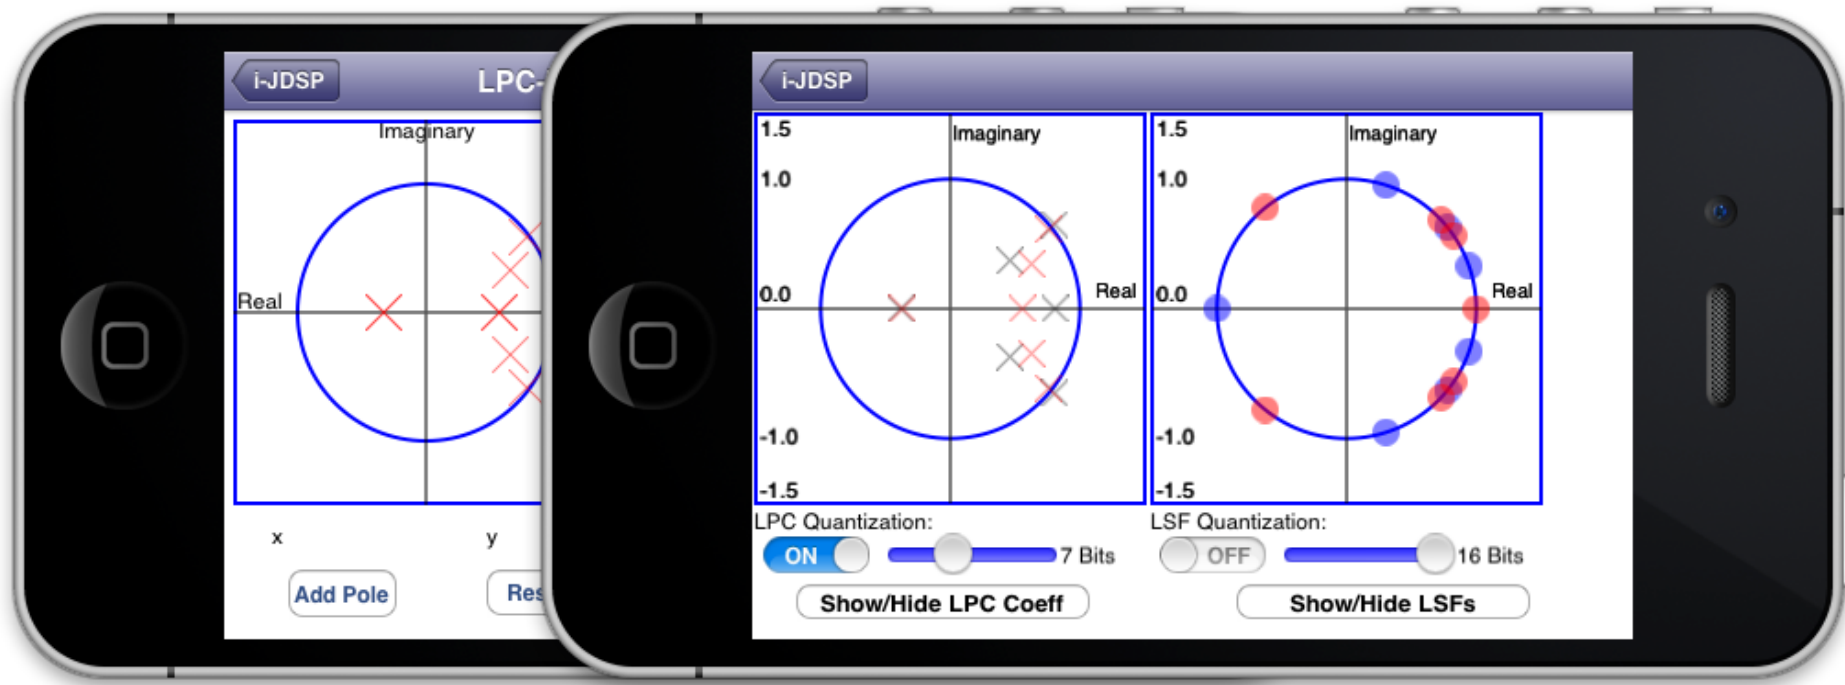 i-JDSP
LPC-
Imaginary
Real
x
y
Add Pole
Res
i-JDSP
1.5
Imaginary
1.0
0.0
Real
-1.0
-1.5
LPC Quantization:
ON
7 Bits
Show/Hide LPC Coeff
1.5
Imaginary
1.0
0.0
Real
-1.0
-1.5
LSF Quantization:
OFF
16 Bits
Show/Hide LSFs